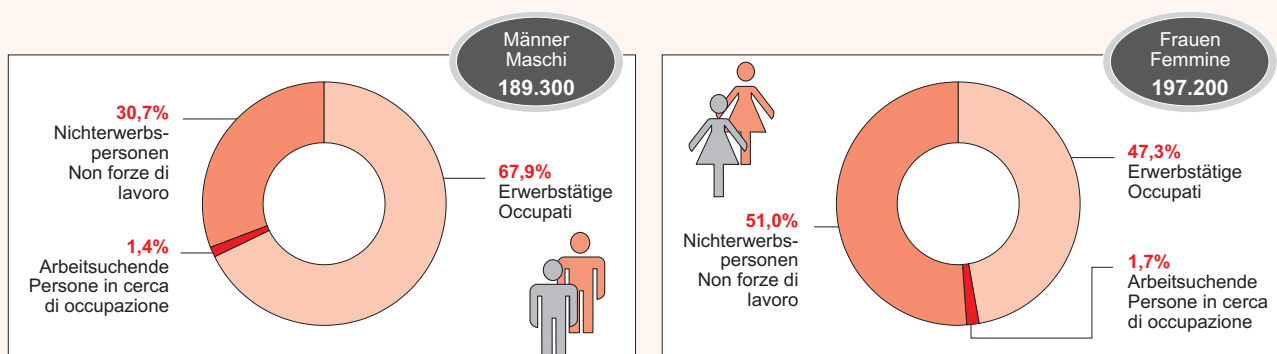 Männer
Maschi
189.300
30,7%
Nichterwerbs-
personen
Non forze di
lavoro
67,9%
Erwerbstätige
Occupati
1,4%
Arbeitsuchende
Persone in cerca
di occupazione
Frauen
Femmine
197.200
47,3%
Erwerbstätige
Occupati
51,0%
Nichterwerbs-
personen
Non forze di
lavoro
1,7%
Arbeitsuchende
Persone in cerca
di occupazione